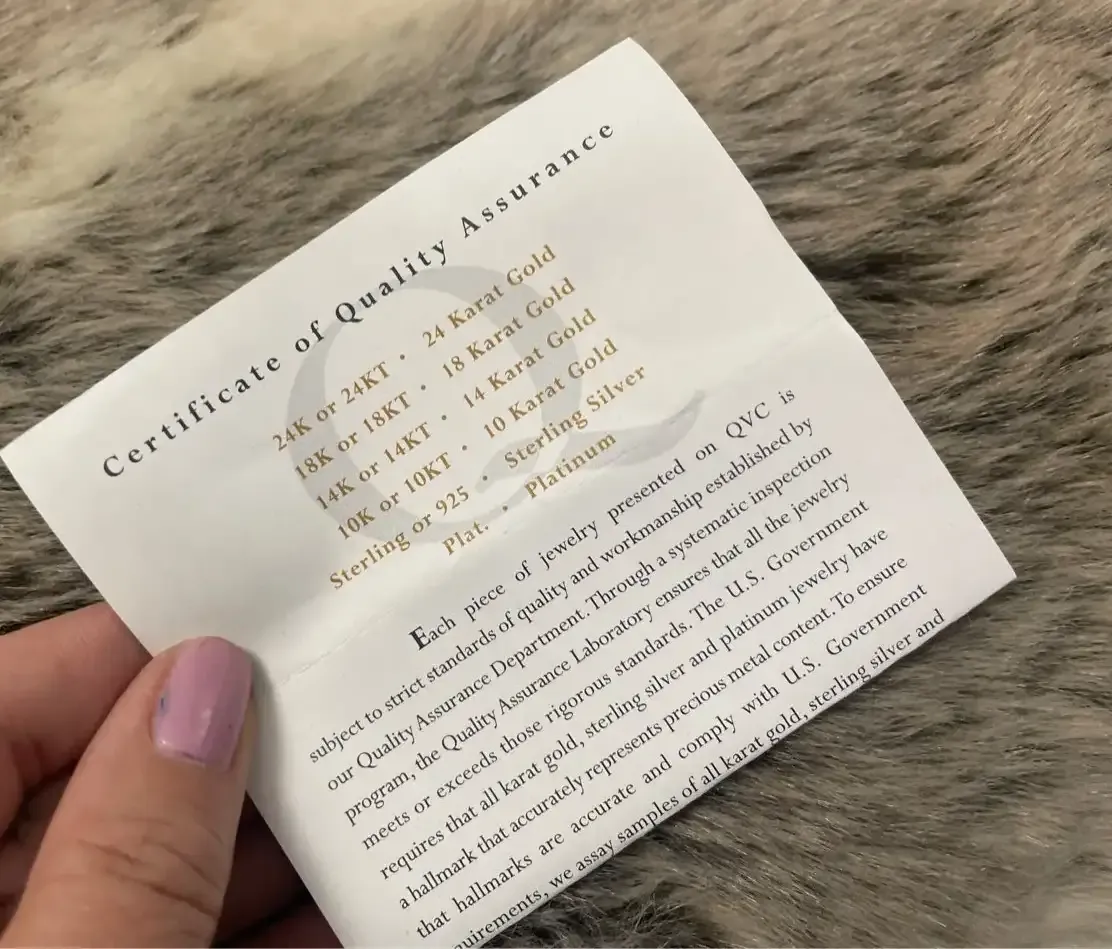 Certificate of Quality Assurance
24K or 24KT • 24 Karat Gold
18K or 18KT • 18 Karat Gold
14K or 14KT • 14 Karat Gold
10K or 10KT • 10 Karat Gold
Sterling or 925 • Sterling Silver
Plat. • Platinum
Each piece of jewelry presented on QVC is
subject to strict standards of quality and workmanship established by
our Quality Assurance Department. Through a systematic inspection
program, the Quality Assurance Laboratory ensures that all the jewelry
meets or exceeds those rigorous standards. The U.S. Government
requires that all karat gold, sterling silver and platinum jewelry have
a hallmark that accurately represents precious metal content. To ensure
that hallmarks are accurate and comply with U.S. Government
we assay samples of all karat gold, sterling silver and